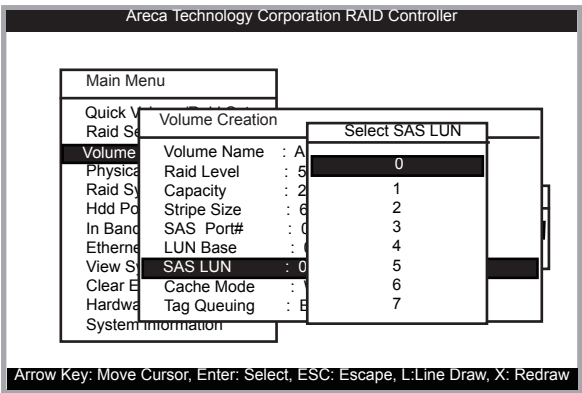 Areca Technology Corporation RAID Controller
Main Menu
Quick
Raid
Volume
Physica
Raid Sy
Hdd Po
In Banc
Etherne
View Sy
Clear E
Hardwa
System Information
Volume Creation
Volume Name : A
Raid Level : 5
Capacity : 2
Stripe Size : 6
SAS Port# : 0
LUN Base :
SAS LUN : 0
Cache Mode :
Tag Queuing : E
Select SAS LUN
0
1
2
3
4
5
6
7
Arrow Key: Move Cursor, Enter: Select, ESC: Escape, L:Line Draw, X: Redraw